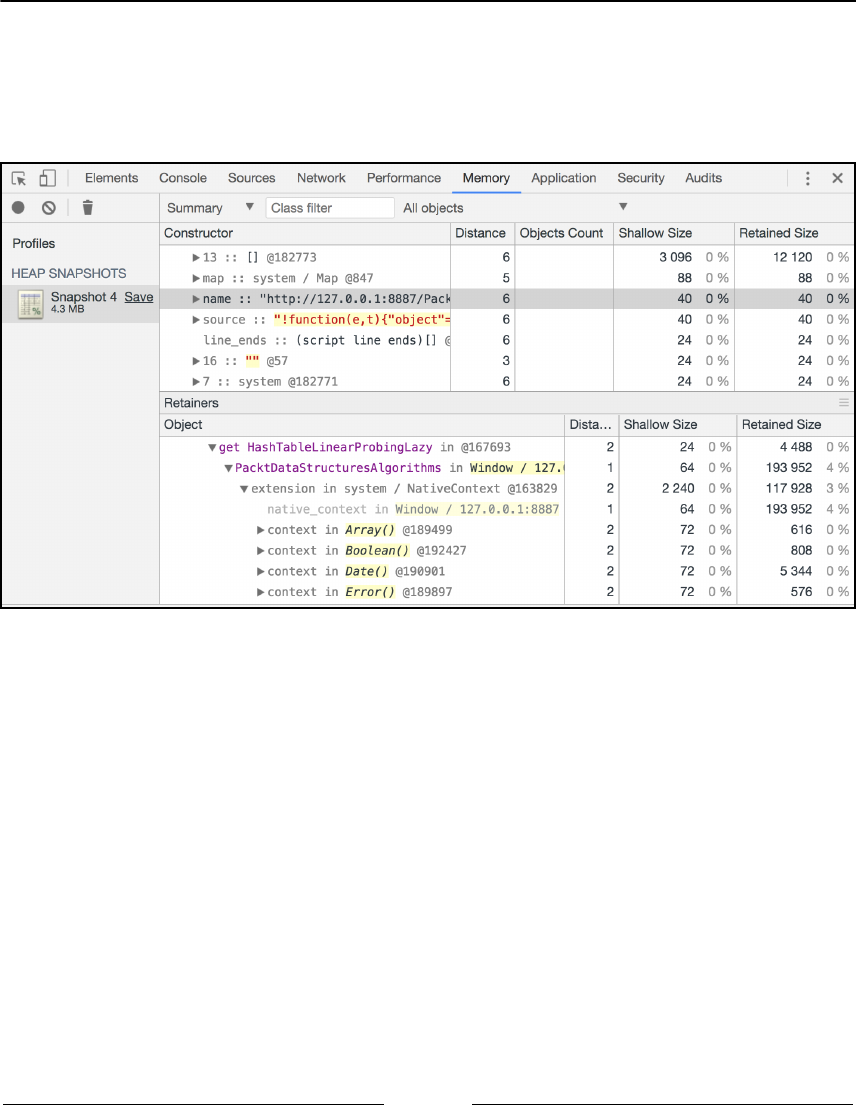 Elements Console Sources Network Performance Memory Application Security Audits
Summary Class filter All objects
Profiles
HEAP SNAPSHOTS
Snapshot 4 Save
4.3 MB
Constructor Distance Objects Count Shallow Size Retained Size
13 :: [] @182773 6 3 096 0 % 12 120 0 %
map :: system / Map @847 5 88 0 % 88 0 %
name :: "http://127.0.0.1:8887/Pack 6 40 0 % 40 0 %
source :: "!function(e,t){"object"= 6 40 0 % 40 0 %
line_ends :: (script line ends)[] @ 6 24 0 % 24 0 %
16 :: "" @57 3 24 0 % 24 0 %
7 :: system @182771 6 24 0 % 24 0 %
Retainers
Object Dista… Shallow Size Retained Size
get HashTableLinearProbingLazy in @167693 2 24 0 % 4 488 0 %
PacktDataStructuresAlgorithms in Window / 127.0 1 64 0 % 193 952 4 %
extension in system / NativeContext @163829 2 2 240 0 % 117 928 3 %
native_context in Window / 127.0.0.1:8887 1 64 0 % 193 952 4 %
context in Array() @189499 2 72 0 % 616 0 %
context in Boolean() @192427 2 72 0 % 808 0 %
context in Date() @190901 2 72 0 % 5 344 0 %
context in Error() @189897 2 72 0 % 576 0 %